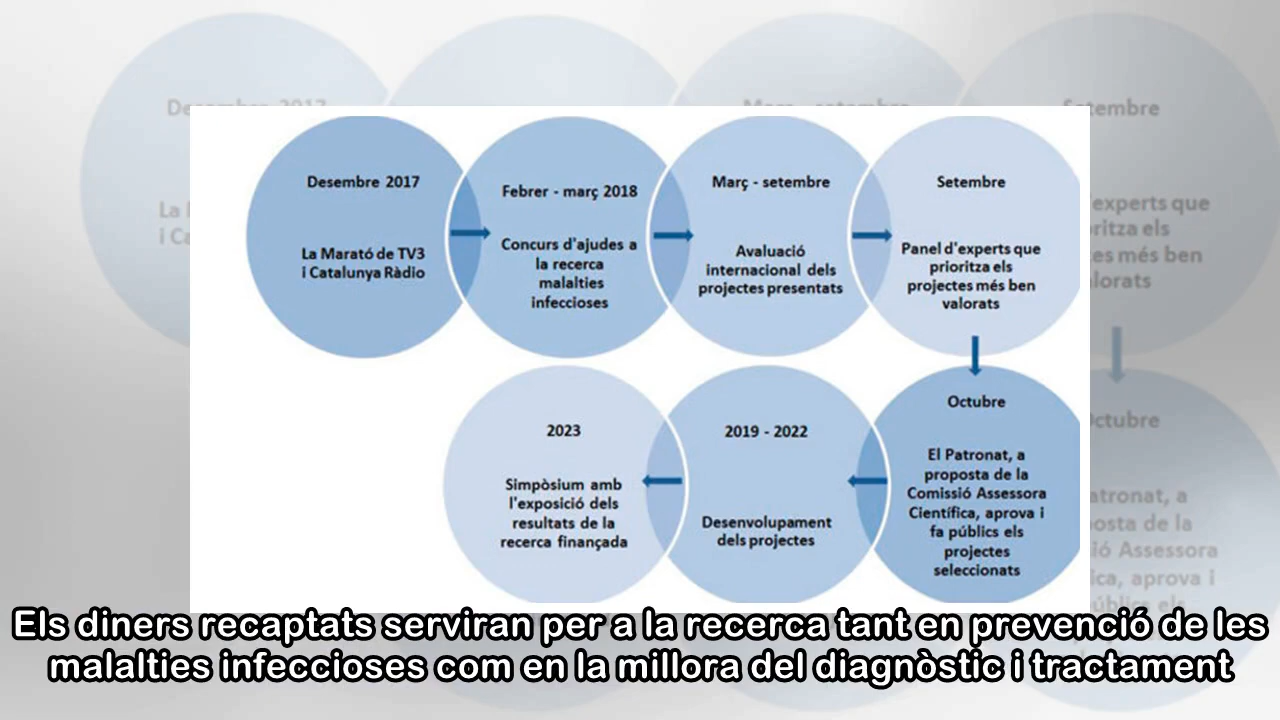 Desembre 2017
La Marató de TV3
i Catalunya Ràdio
Febrer - març 2018
Concurs d'ajudes a
la recerca
malalties
infeccioses
Març - setembre
Avaluació
internacional dels
projectes presentats
Setembre
Panel d'experts que
prioritza els
projectes més ben
valorats
Octubre
El Patronat, a
proposta de la
Comissió Assessora
Científica, aprova i
fa públics els
projectes
seleccionats
2019 - 2022
Desenvolupament
dels projectes
2023
Simpòsium amb
l'exposició dels
resultats de la
recerca finançada
Els diners recaptats serviran per a la recerca tant en prevenció de les
malalties infeccioses com en la millora del diagnòstic i tractament